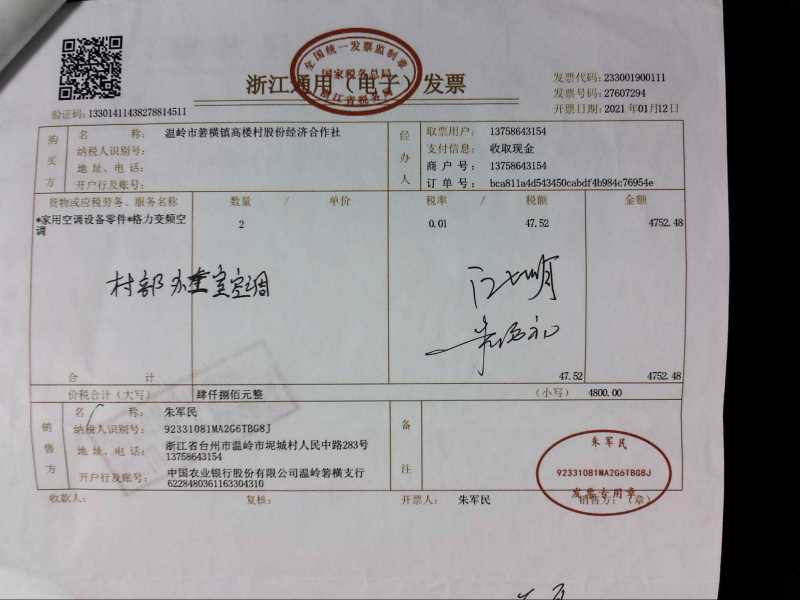 全国统一发票监制章
国家税务总局
浙江省税务局
浙江通用（电子）发票
发票代码: 233001900111
发票号码: 27607294
开票日期: 2021 年01月12日
验证码: 13301411438278814511
购买方
名 称: 温岭市箬横镇高楼村股份经济合作社
纳税人识别号:
地 址、电 话:
开户行及账号:
经办人
取票用户: 13758643154
支付信息: 收取现金
商 户 号: 13758643154
订 单 号: bca811a4d543450cabdf4b984c76954e
货物或应税劳务、服务名称 数量 / 单价 税率 / 税额 金额
*家用空调设备零件*格力变频空调 2 0.01 47.52 4752.48
村部办 室空调
合 计 47.52 4752.48
价税合计（大写） 肆仟捌佰元整 （小写） 4800.00
销售方
名 称: 朱军民
纳税人识别号: 92331081MA2G6TBG8J
地 址、电 话: 浙江省台州市温岭市坭城村人民中路283号
13758643154
开户行及账号: 中国农业银行股份有限公司温岭箬横支行
6228480361163304310
备注
朱军民
92331081MA2G6TBG8J
发票专用章
收款人: 复核: 开票人: 朱军民 销售方:（章）